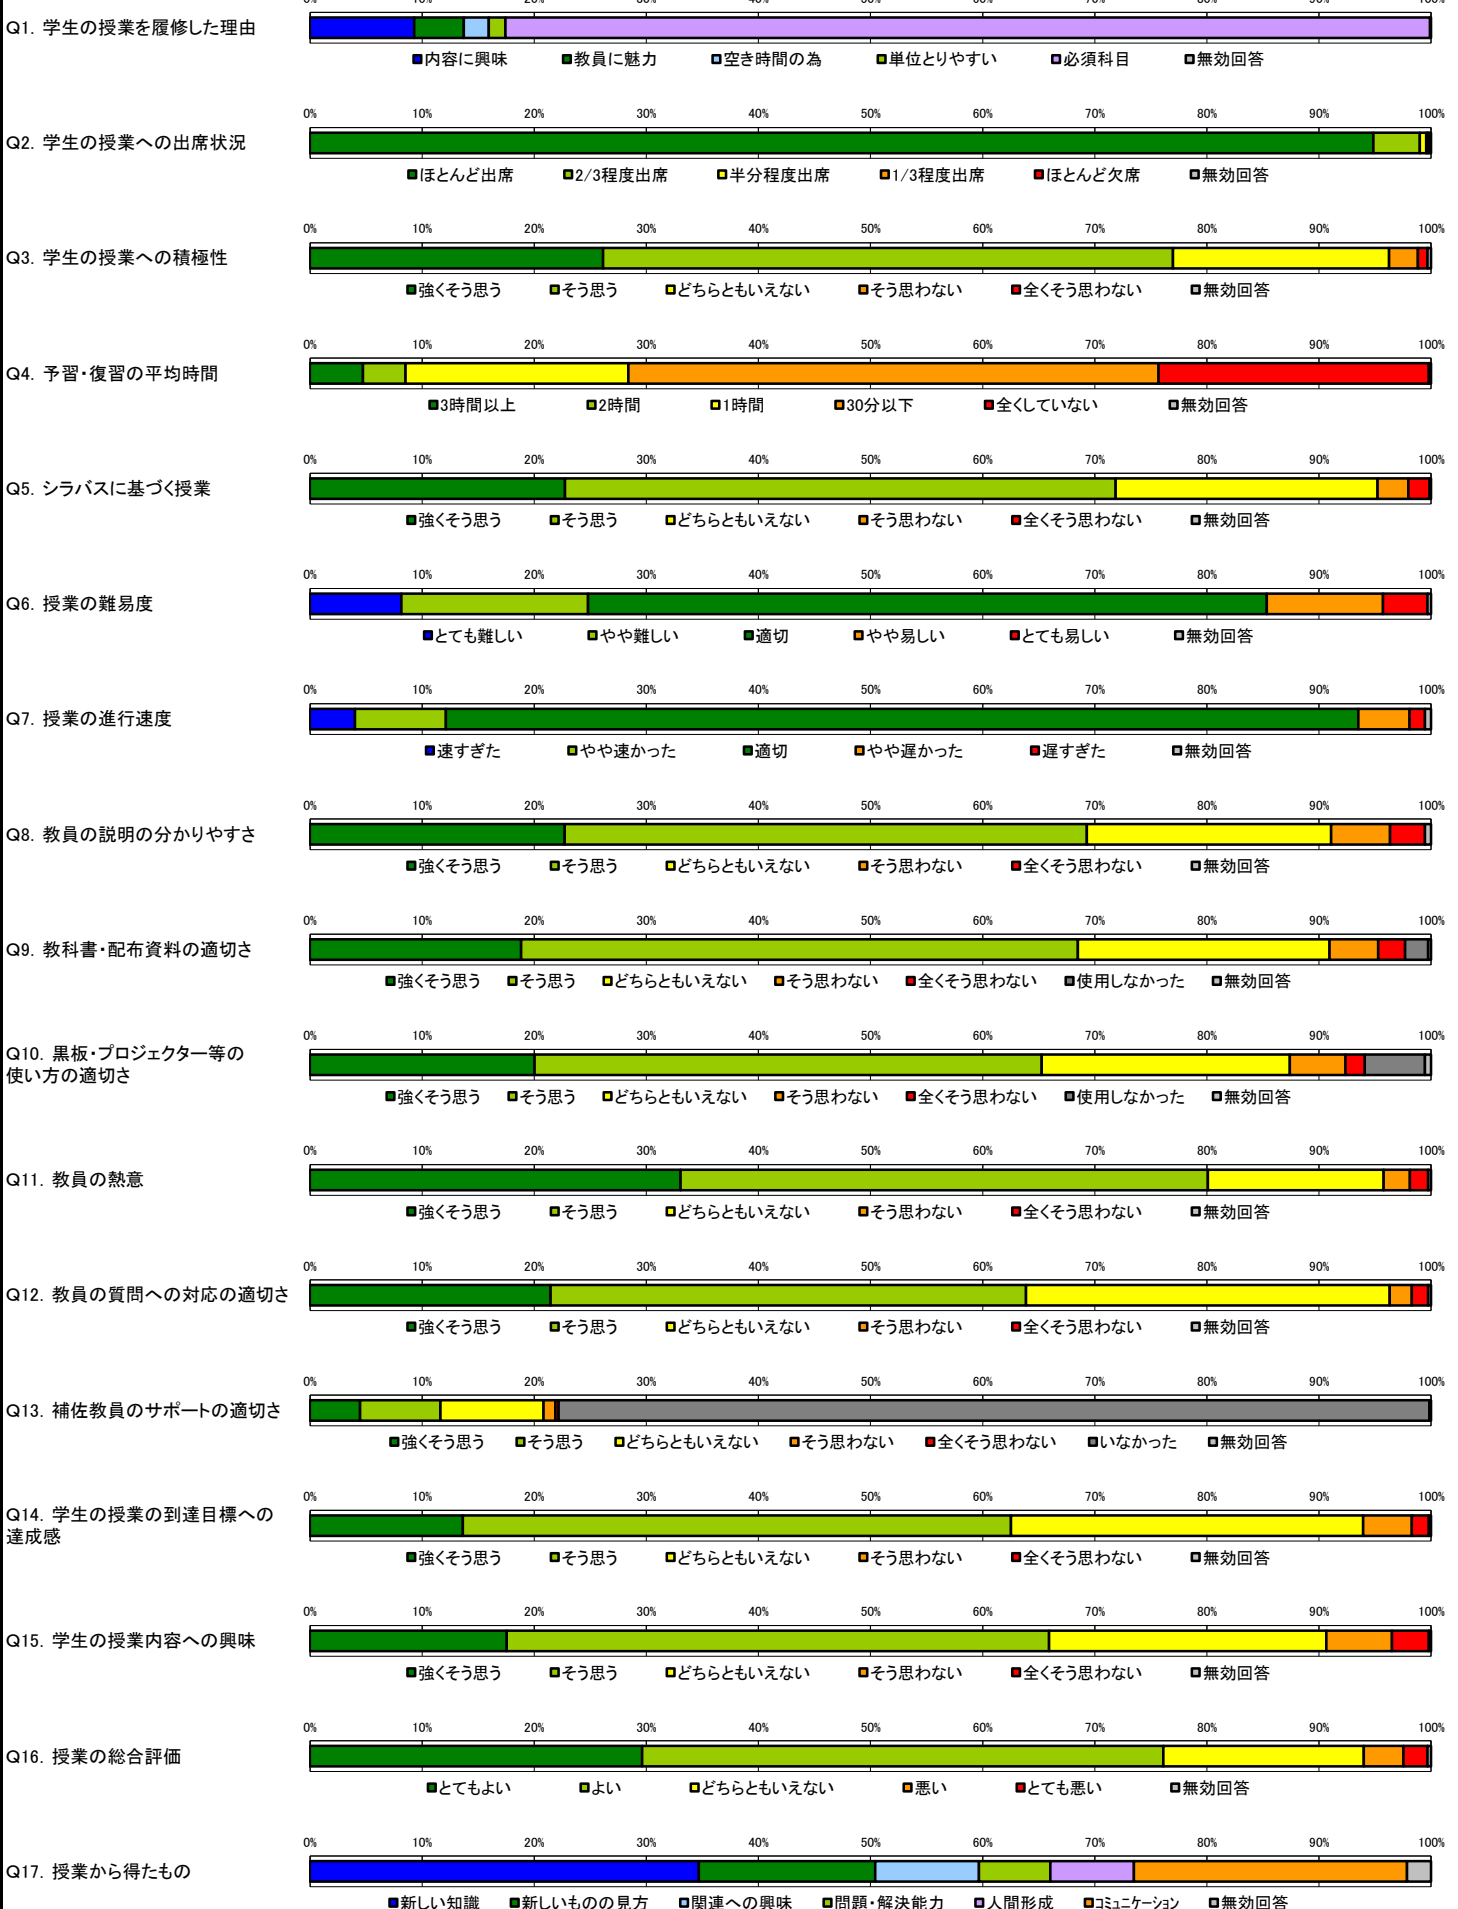 Q1. 学生の授業を履修した理由
■内容に興味 ■教員に魅力 ■空き時間の為 ■単位とりやすい ■必須科目 ■無効回答
0% 10% 20% 30% 40% 50% 60% 70% 80% 90% 100%
Q2. 学生の授業への出席状況
■ほとんど出席 ■2/3程度出席 ■半分程度出席 ■1/3程度出席 ■ほとんど欠席 ■無効回答
0% 10% 20% 30% 40% 50% 60% 70% 80% 90% 100%
Q3. 学生の授業への積極性
■強くそう思う ■そう思う ■どちらともいえない ■そう思わない ■全くそう思わない ■無効回答
0% 10% 20% 30% 40% 50% 60% 70% 80% 90% 100%
Q4. 予習・復習の平均時間
■3時間以上 ■2時間 ■1時間 ■30分以下 ■全くしていない ■無効回答
0% 10% 20% 30% 40% 50% 60% 70% 80% 90% 100%
Q5. シラバスに基づく授業
■強くそう思う ■そう思う ■どちらともいえない ■そう思わない ■全くそう思わない ■無効回答
0% 10% 20% 30% 40% 50% 60% 70% 80% 90% 100%
Q6. 授業の難易度
■とても難しい ■やや難しい ■適切 ■やや易しい ■とても易しい ■無効回答
0% 10% 20% 30% 40% 50% 60% 70% 80% 90% 100%
Q7. 授業の進行速度
■速すぎた ■やや速かった ■適切 ■やや遅かった ■遅すぎた ■無効回答
0% 10% 20% 30% 40% 50% 60% 70% 80% 90% 100%
Q8. 教員の説明の分かりやすさ
■強くそう思う ■そう思う ■どちらともいえない ■そう思わない ■全くそう思わない ■無効回答
0% 10% 20% 30% 40% 50% 60% 70% 80% 90% 100%
Q9. 教科書・配布資料の適切さ
■強くそう思う ■そう思う ■どちらともいえない ■そう思わない ■全くそう思わない ■使用しなかった ■無効回答
0% 10% 20% 30% 40% 50% 60% 70% 80% 90% 100%
Q10. 黒板・プロジェクター等の
使い方の適切さ
■強くそう思う ■そう思う ■どちらともいえない ■そう思わない ■全くそう思わない ■使用しなかった ■無効回答
0% 10% 20% 30% 40% 50% 60% 70% 80% 90% 100%
Q11. 教員の熱意
■強くそう思う ■そう思う ■どちらともいえない ■そう思わない ■全くそう思わない ■無効回答
0% 10% 20% 30% 40% 50% 60% 70% 80% 90% 100%
Q12. 教員の質問への対応の適切さ
■強くそう思う ■そう思う ■どちらともいえない ■そう思わない ■全くそう思わない ■無効回答
0% 10% 20% 30% 40% 50% 60% 70% 80% 90% 100%
Q13. 補佐教員のサポートの適切さ
■強くそう思う ■そう思う ■どちらともいえない ■そう思わない ■全くそう思わない ■いなかった ■無効回答
0% 10% 20% 30% 40% 50% 60% 70% 80% 90% 100%
Q14. 学生の授業の到達目標への
達成感
■強くそう思う ■そう思う ■どちらともいえない ■そう思わない ■全くそう思わない ■無効回答
0% 10% 20% 30% 40% 50% 60% 70% 80% 90% 100%
Q15. 学生の授業内容への興味
■強くそう思う ■そう思う ■どちらともいえない ■そう思わない ■全くそう思わない ■無効回答
0% 10% 20% 30% 40% 50% 60% 70% 80% 90% 100%
Q16. 授業の総合評価
■とてもよい ■よい ■どちらともいえない ■悪い ■とても悪い ■無効回答
0% 10% 20% 30% 40% 50% 60% 70% 80% 90% 100%
Q17. 授業から得たもの
■新しい知識 ■新しいものの見方 ■関連への興味 ■問題・解決能力 ■人間形成 ■ｺﾐｭﾆｹｰｼｮﾝ ■無効回答